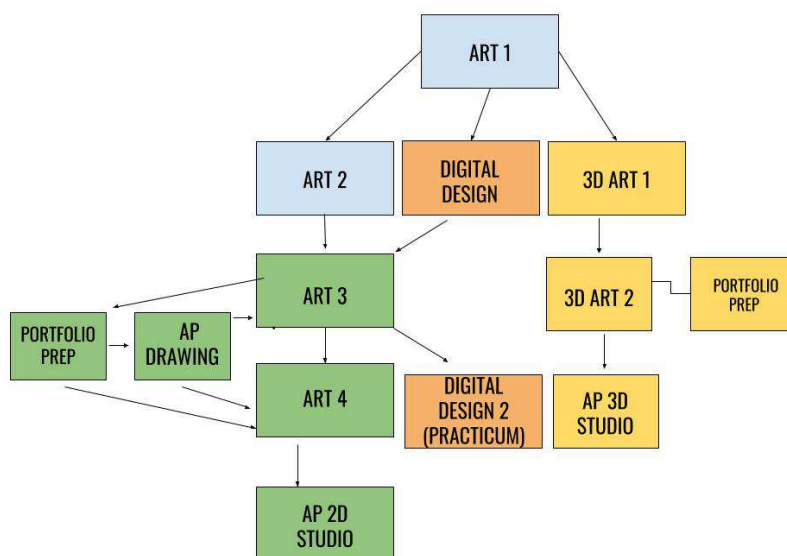 ART 1
ART 2
DIGITAL
DESIGN
3D ART 1
ART 3
3D ART 2
PORTFOLIO
PREP
PORTFOLIO
PREP
AP
DRAWING
ART 4
DIGITAL
DESIGN 2
(PRACTICUM)
AP 3D
STUDIO
AP 2D
STUDIO